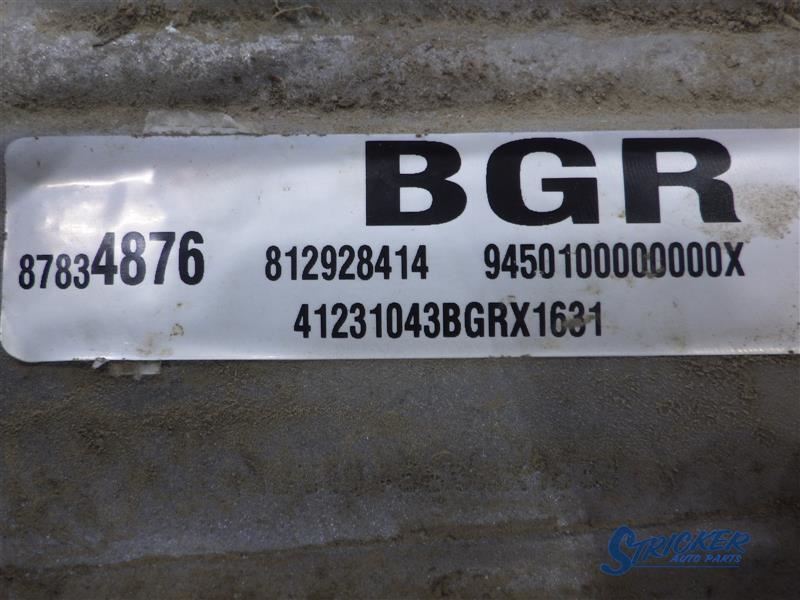 BGR
87834876 812928414 9450100000000X
41231043BGRX1631
STRICKER
AUTO PARTS